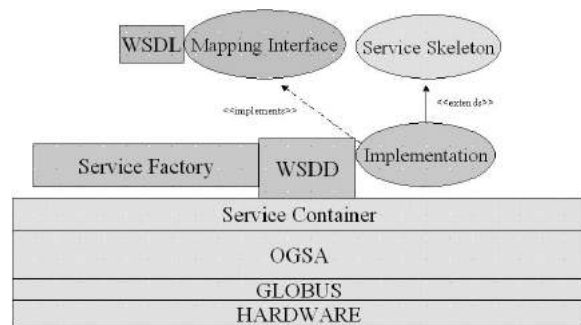 WSDL
Mapping Interface
Service Skeleton
<<implements>>
<<extends>>
Service Factory
WSDD
Implementation
Service Container
OGSA
GLOBUS
HARDWARE